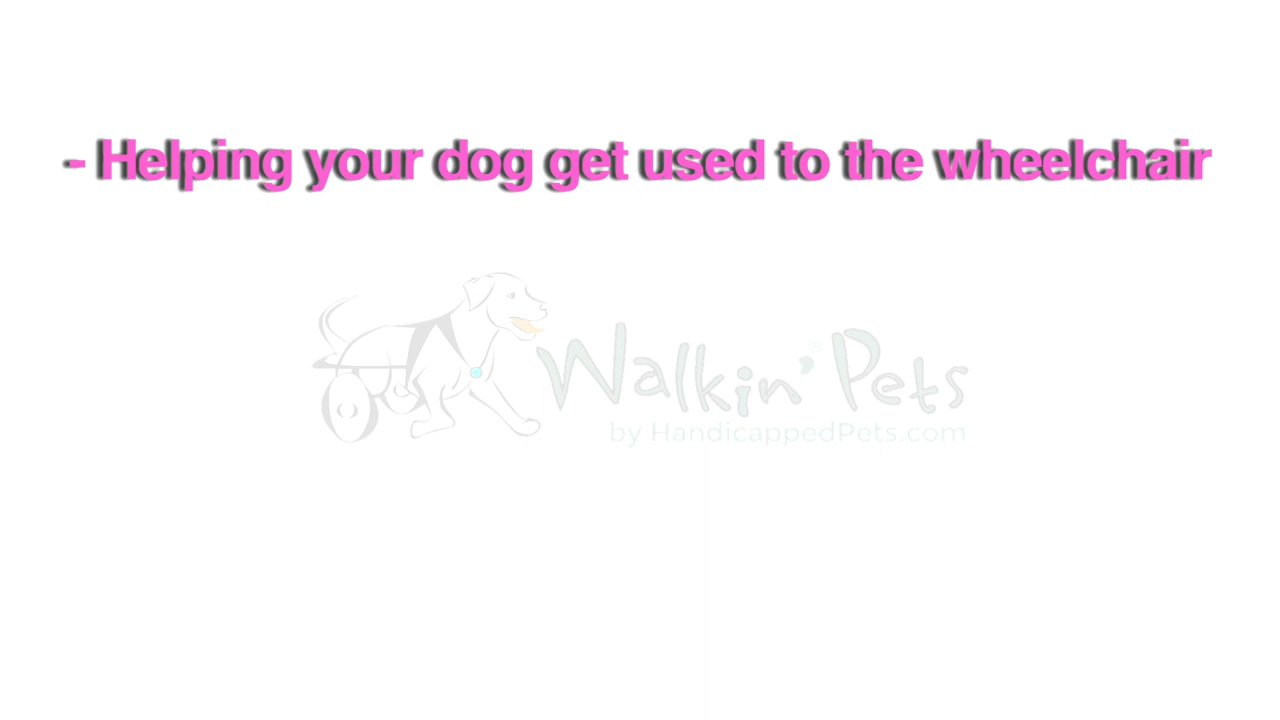 - Helping your dog get used to the wheelchair
Walkin' Pets
by HandicappedPets.com